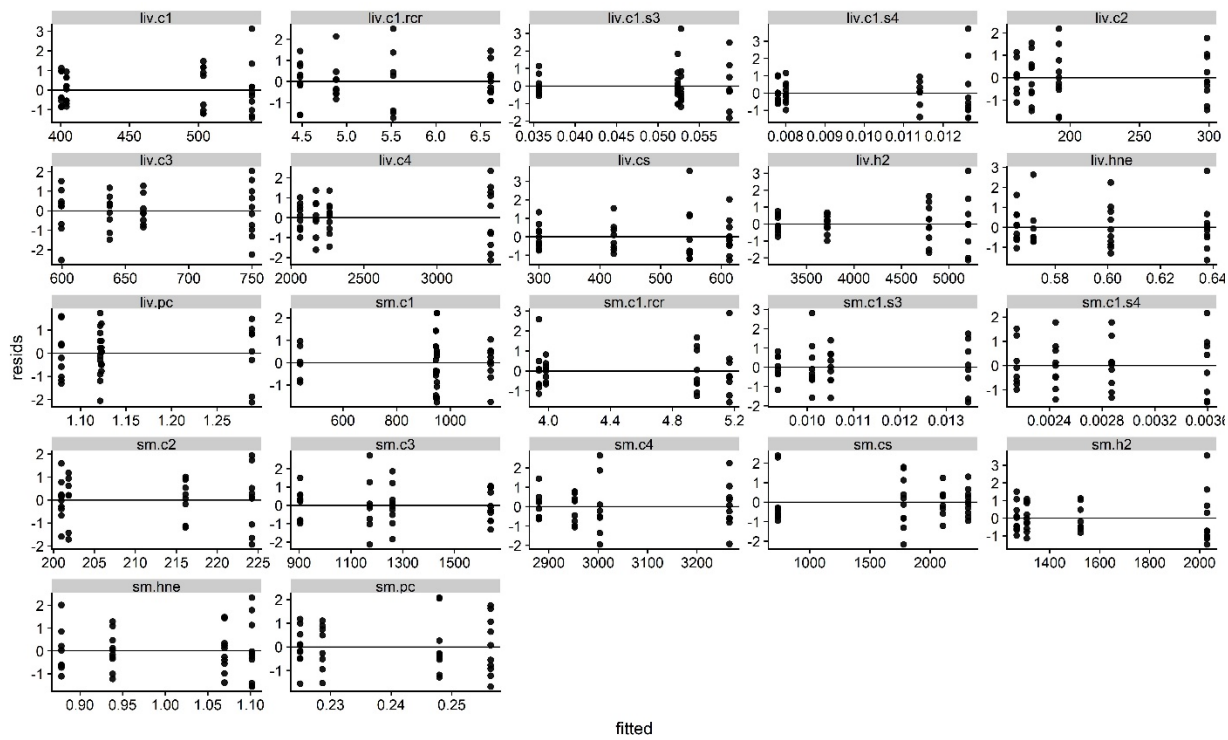 liv.c1 liv.c1.rcr liv.c1.s3 liv.c1.s4 liv.c2
3 2 1 0 -1 2 1 0 -1 3 2 1 0 -1 -2 3 2 1 0 -1 3 2 1 0 -1
400 450 500 4.5 5.0 5.5 6.0 6.5 0.035 0.040 0.045 0.050 0.055 0.008 0.009 0.010 0.011 0.012 200 250 300
liv.c3 liv.c4 liv.cs liv.h2 liv.hne
2 1 0 -1 -2 2 1 0 -1 -2 3 2 1 0 -1 3 2 1 0 -1 -2 3 2 1 0 -1
600 650 700 750 2000 2500 3000 300 400 500 600 3500 4000 4500 5000 0.58 0.60 0.62 0.64
liv.pc sm.c1 sm.c1.rcr sm.c1.s3 sm.c1.s4
1 0 -1 -2 2 1 0 -1 3 2 1 0 -1 3 2 1 0 -1 -2 2 1 0 -1
1.10 1.15 1.20 1.25 600 800 1000 4.0 4.4 4.8 5.2 0.010 0.011 0.012 0.013 0.0024 0.0028 0.0032 0.0036
resids
sm.c2 sm.c3 sm.c4 sm.cs sm.h2
2 1 0 -1 -2 2 1 0 -1 -2 2 1 0 -1 -2 2 1 0 -1 -2 3 2 1 0 -1
200 205 210 215 220 225 900 1100 1300 1500 2900 3000 3100 3200 1000 1500 2000 1400 1600 1800 2000
sm.hne sm.pc
2 1 0 -1 2 1 0 -1
0.90 0.95 1.00 1.05 1.10 0.23 0.24 0.25
fitted